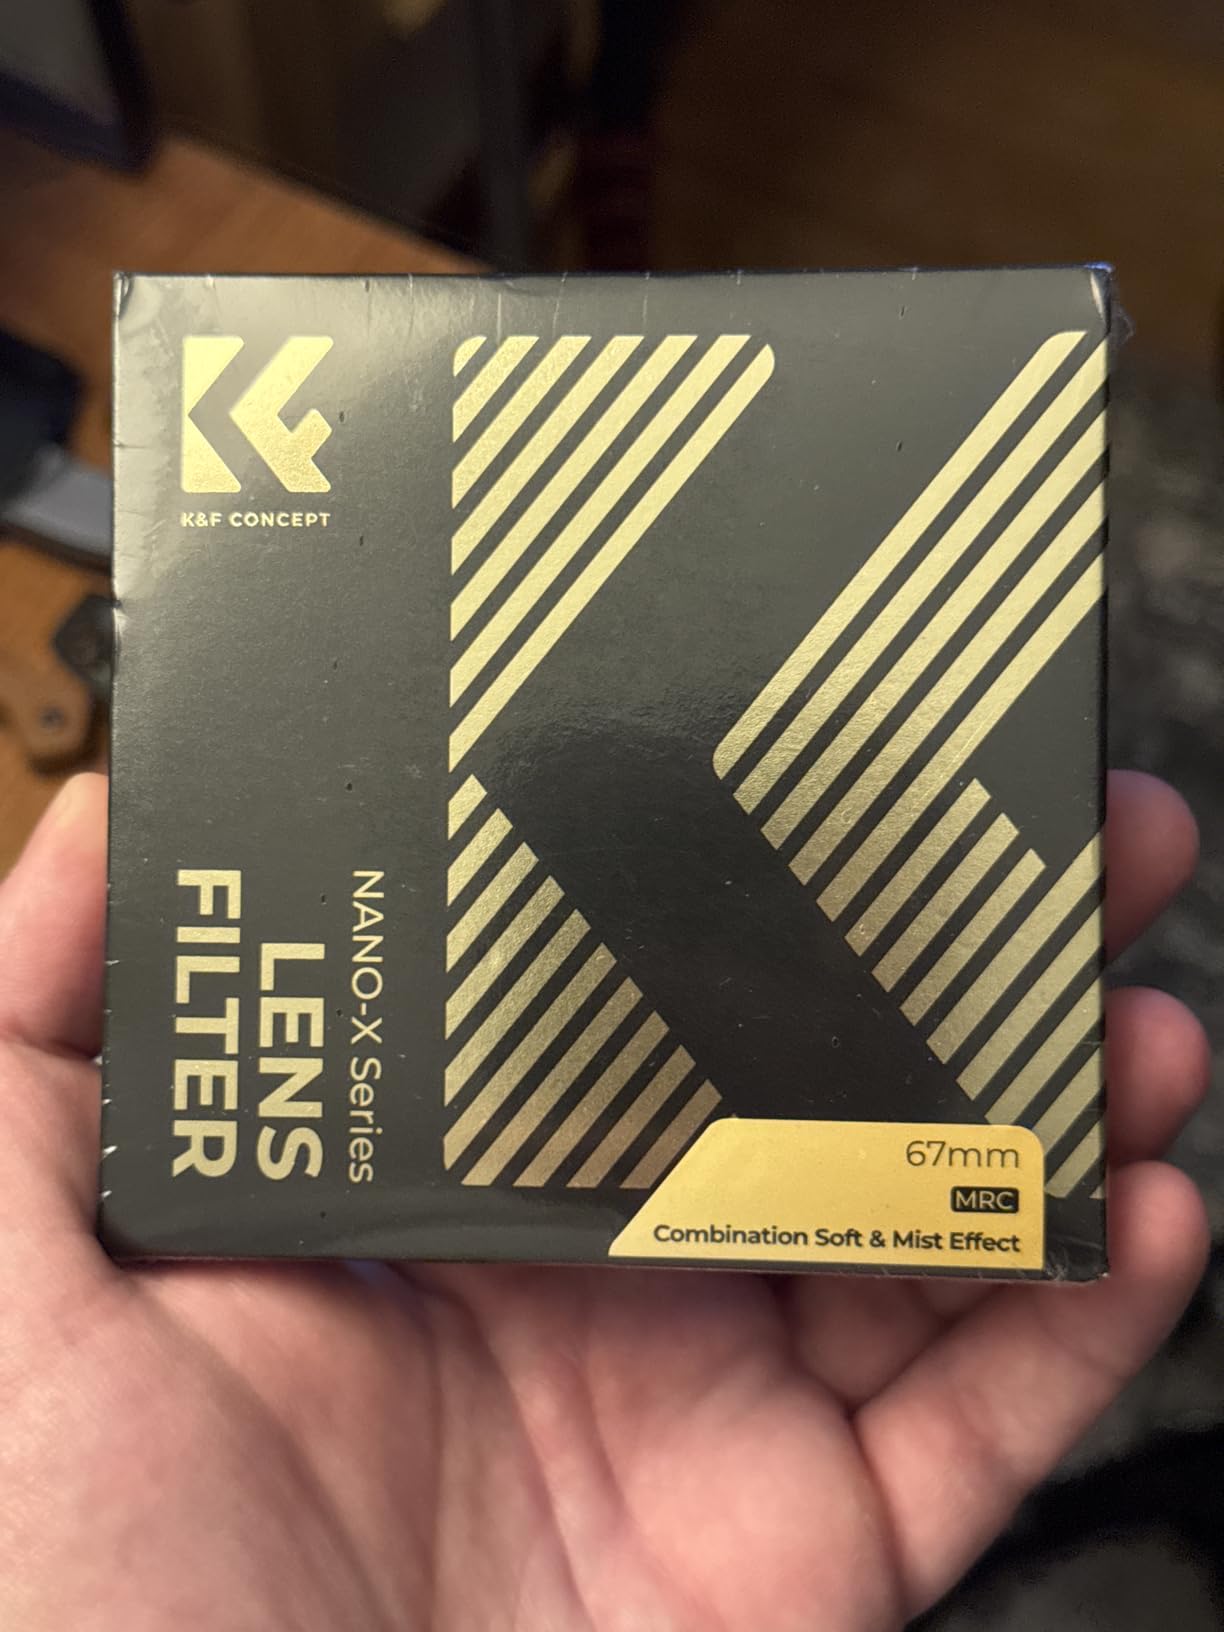 K&F CONCEPT
NANO-X Series
LENS
FILTER
67mm
MRC
Combination Soft & Mist Effect